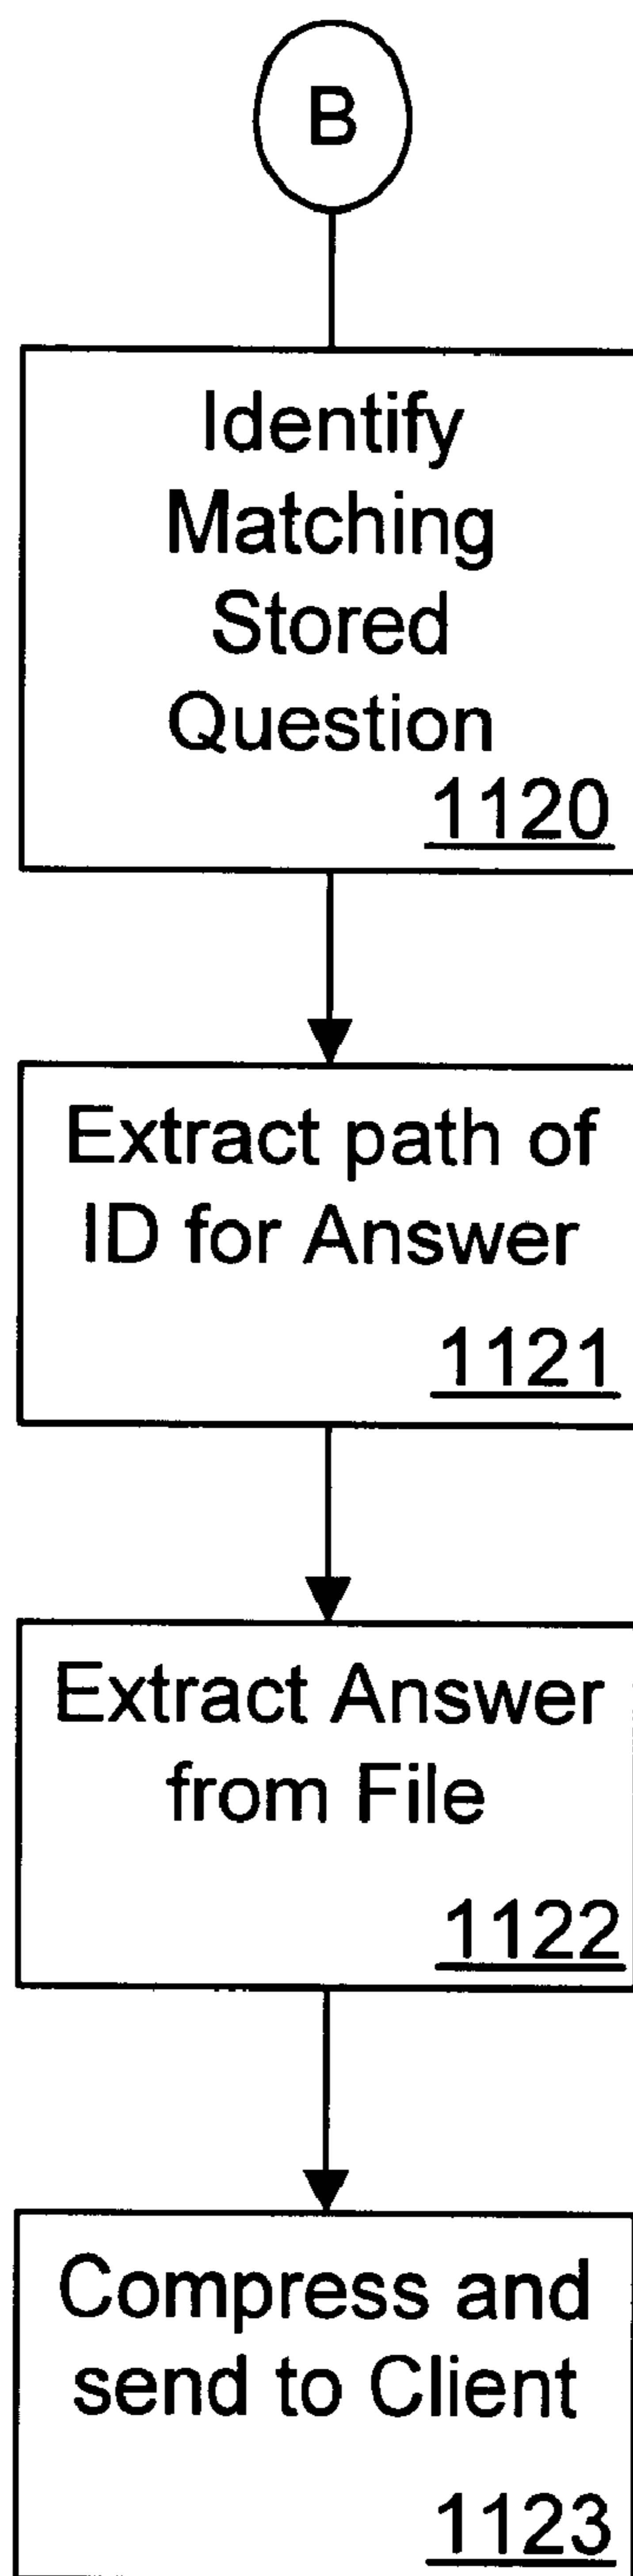 B
Identify
Matching
Stored
Question
1120
Extract path of
ID for Answer
1121
Extract Answer
from File
1122
Compress and
send to Client
1123